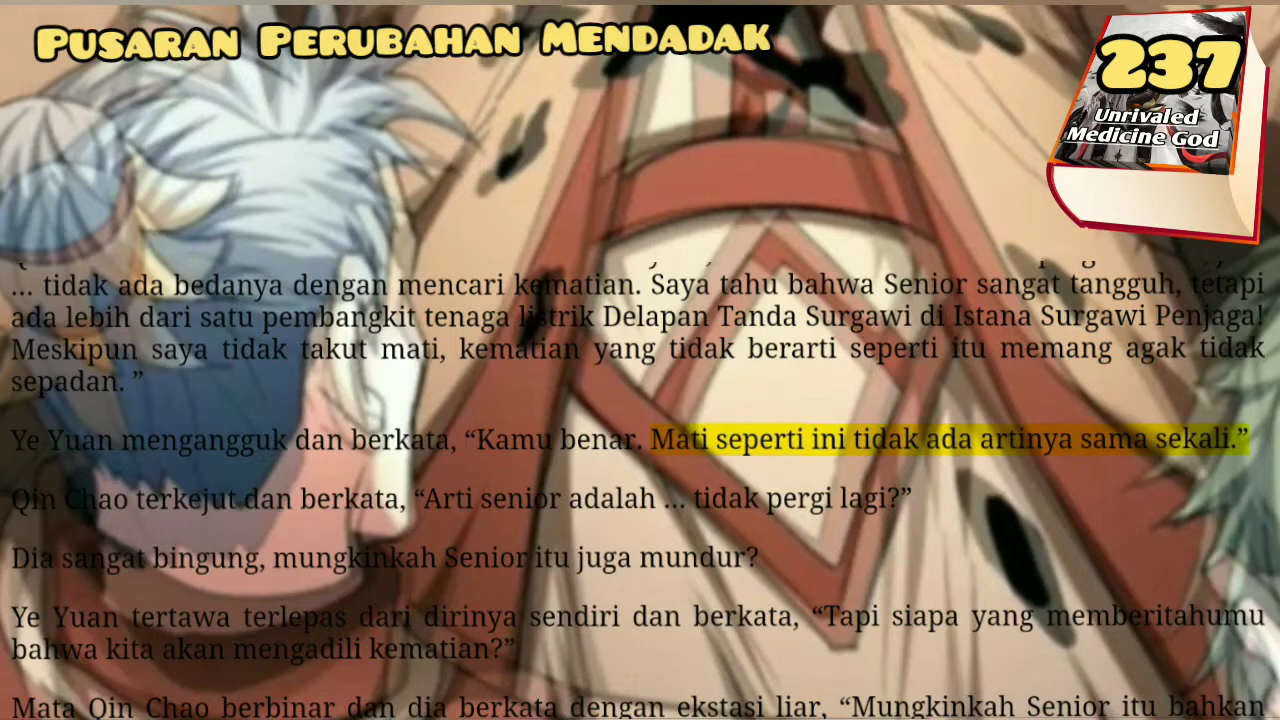 Pusaran Perubahan Mendadak
237
Unrivaled
Medicine God
... tidak ada bedanya dengan mencari kematian. Saya tahu bahwa Senior sangat tangguh, tetapi
ada lebih dari satu pembangkit tenaga listrik Delapan Tanda Surgawi di Istana Surgawi Penjaga!
Meskipun saya tidak takut mati, kematian yang tidak berarti seperti itu memang agak tidak
sepadan. ”
Ye Yuan mengangguk dan berkata, “Kamu benar. Mati seperti ini tidak ada artinya sama sekali.”
Qin Chao terkejut dan berkata, “Arti senior adalah ... tidak pergi lagi?”
Dia sangat bingung, mungkinkah Senior itu juga mundur?
Ye Yuan tertawa terlepas dari dirinya sendiri dan berkata, “Tapi siapa yang memberitahumu
bahwa kita akan mengadili kematian?”
Mata Qin Chao berbinar dan dia berkata dengan ekstasi liar, “Mungkinkah Senior itu bahkan